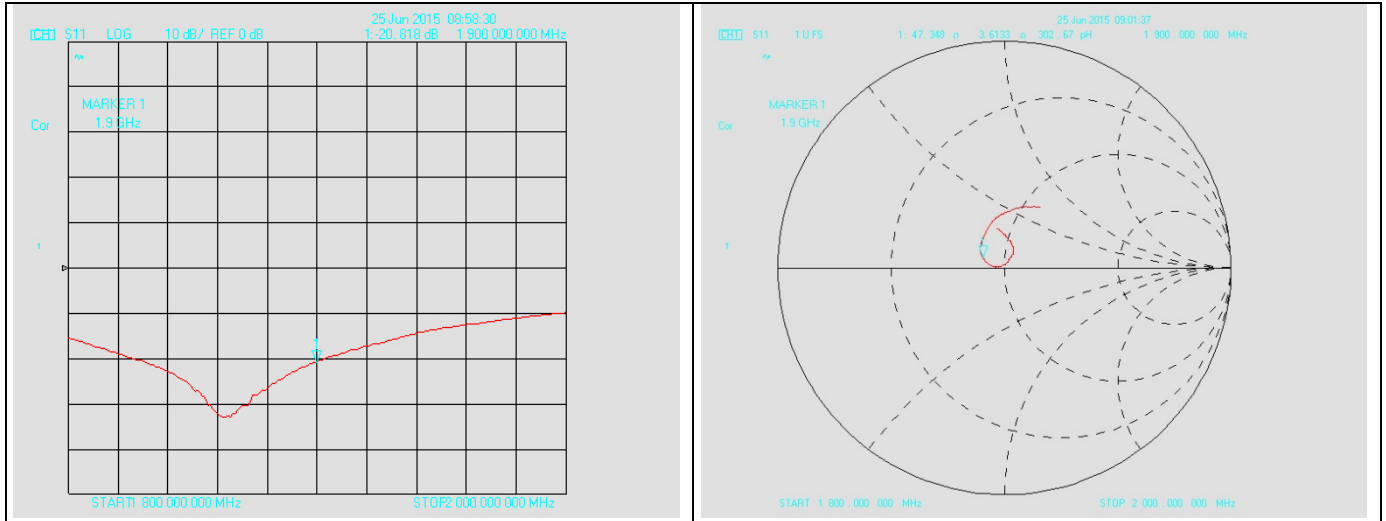 25 Jun 2015 08:58:30
CH1 S11 LOG 10 dB/ REF 0 dB 1:-20.818 dB 1 900 000 000 MHz
MARKER 1
1.9 GHz
Cor
1
1
START1 800 000 000 MHz STOP2 000 000 000 MHz
25 Jun 2015 09:01:37
CH1 S11 1 U FS 1: 47.348 Ω 3.6133 Ω 302.67 pH 1 900.000 000 MHz
MARKER 1
1.9 GHz
Cor
1
START 1 800.000 000 MHz STOP 2 000.000 000 MHz